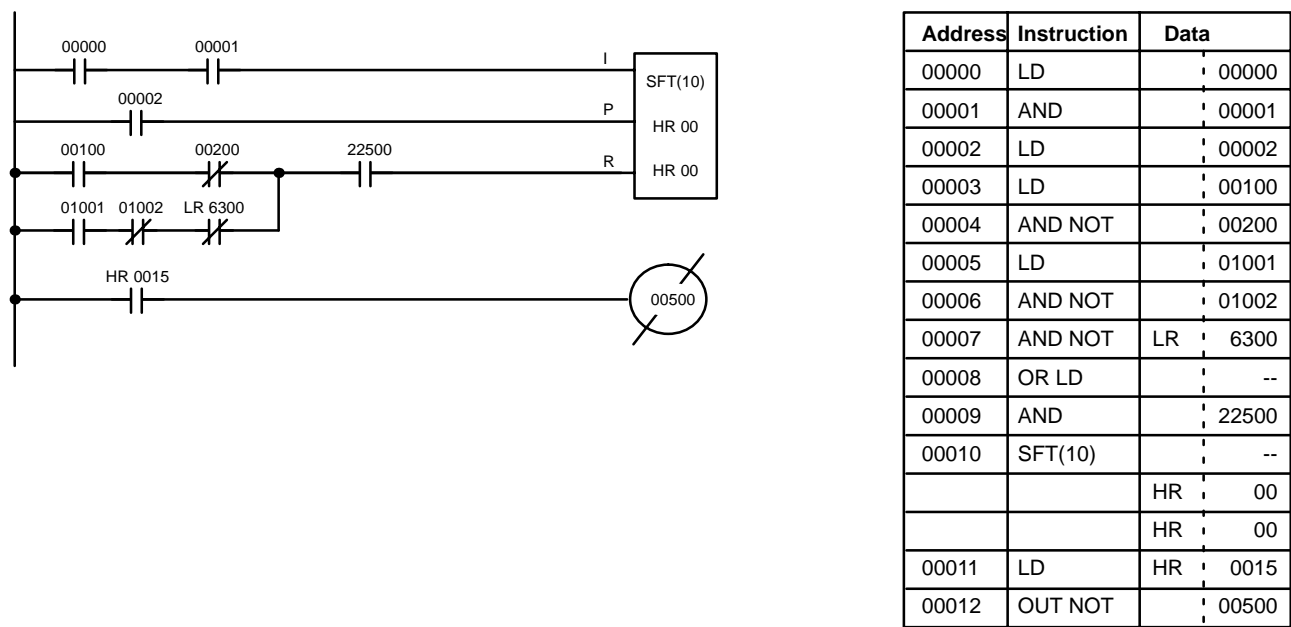 00000 00001 I
SFT(10)
00002 P
HR 00
00100 00200 22500 R
HR 00
01001 01002 LR 6300
HR 0015
00500
Address Instruction Data
00000 LD 00000
00001 AND 00001
00002 LD 00002
00003 LD 00100
00004 AND NOT 00200
00005 LD 01001
00006 AND NOT 01002
00007 AND NOT LR 6300
00008 OR LD --
00009 AND 22500
00010 SFT(10) --
HR 00
HR 00
00011 LD HR 0015
00012 OUT NOT 00500